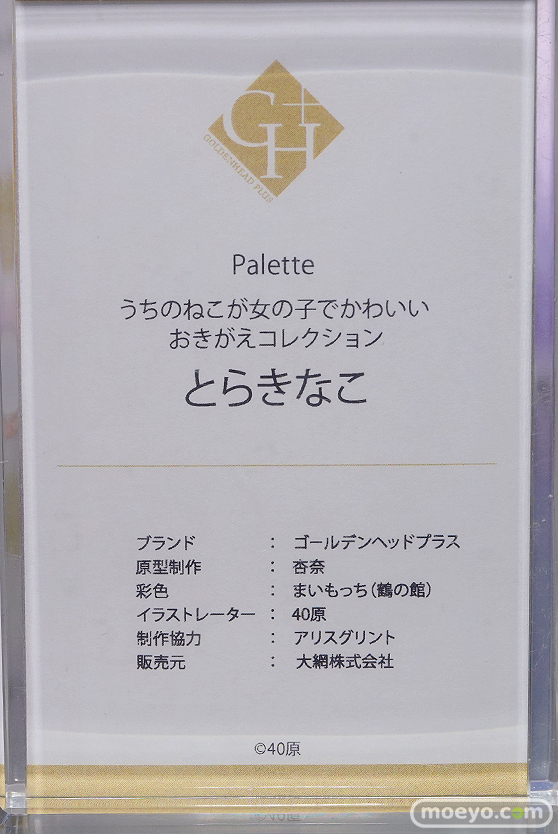 G+H
GOLDENHEAD PLUS
Palette
うちのねこが女の子でかわいい
おきがえコレクション
とらきなこ
ブランド : ゴールデンヘッドプラス
原型制作 : 杏奈
彩色 : まいもっち(鶴の館)
イラストレーター : 40原
制作協力 : アリスグリント
販売元 : 大網株式会社
©40原
moeyo.com